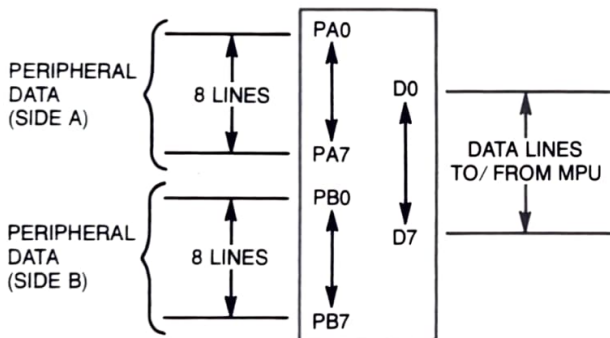 PERIPHERAL
DATA
(SIDE A)
8 LINES
PA0
PA7
PERIPHERAL
DATA
(SIDE B)
8 LINES
PB0
PB7
D0
D7
DATA LINES
TO/ FROM MPU